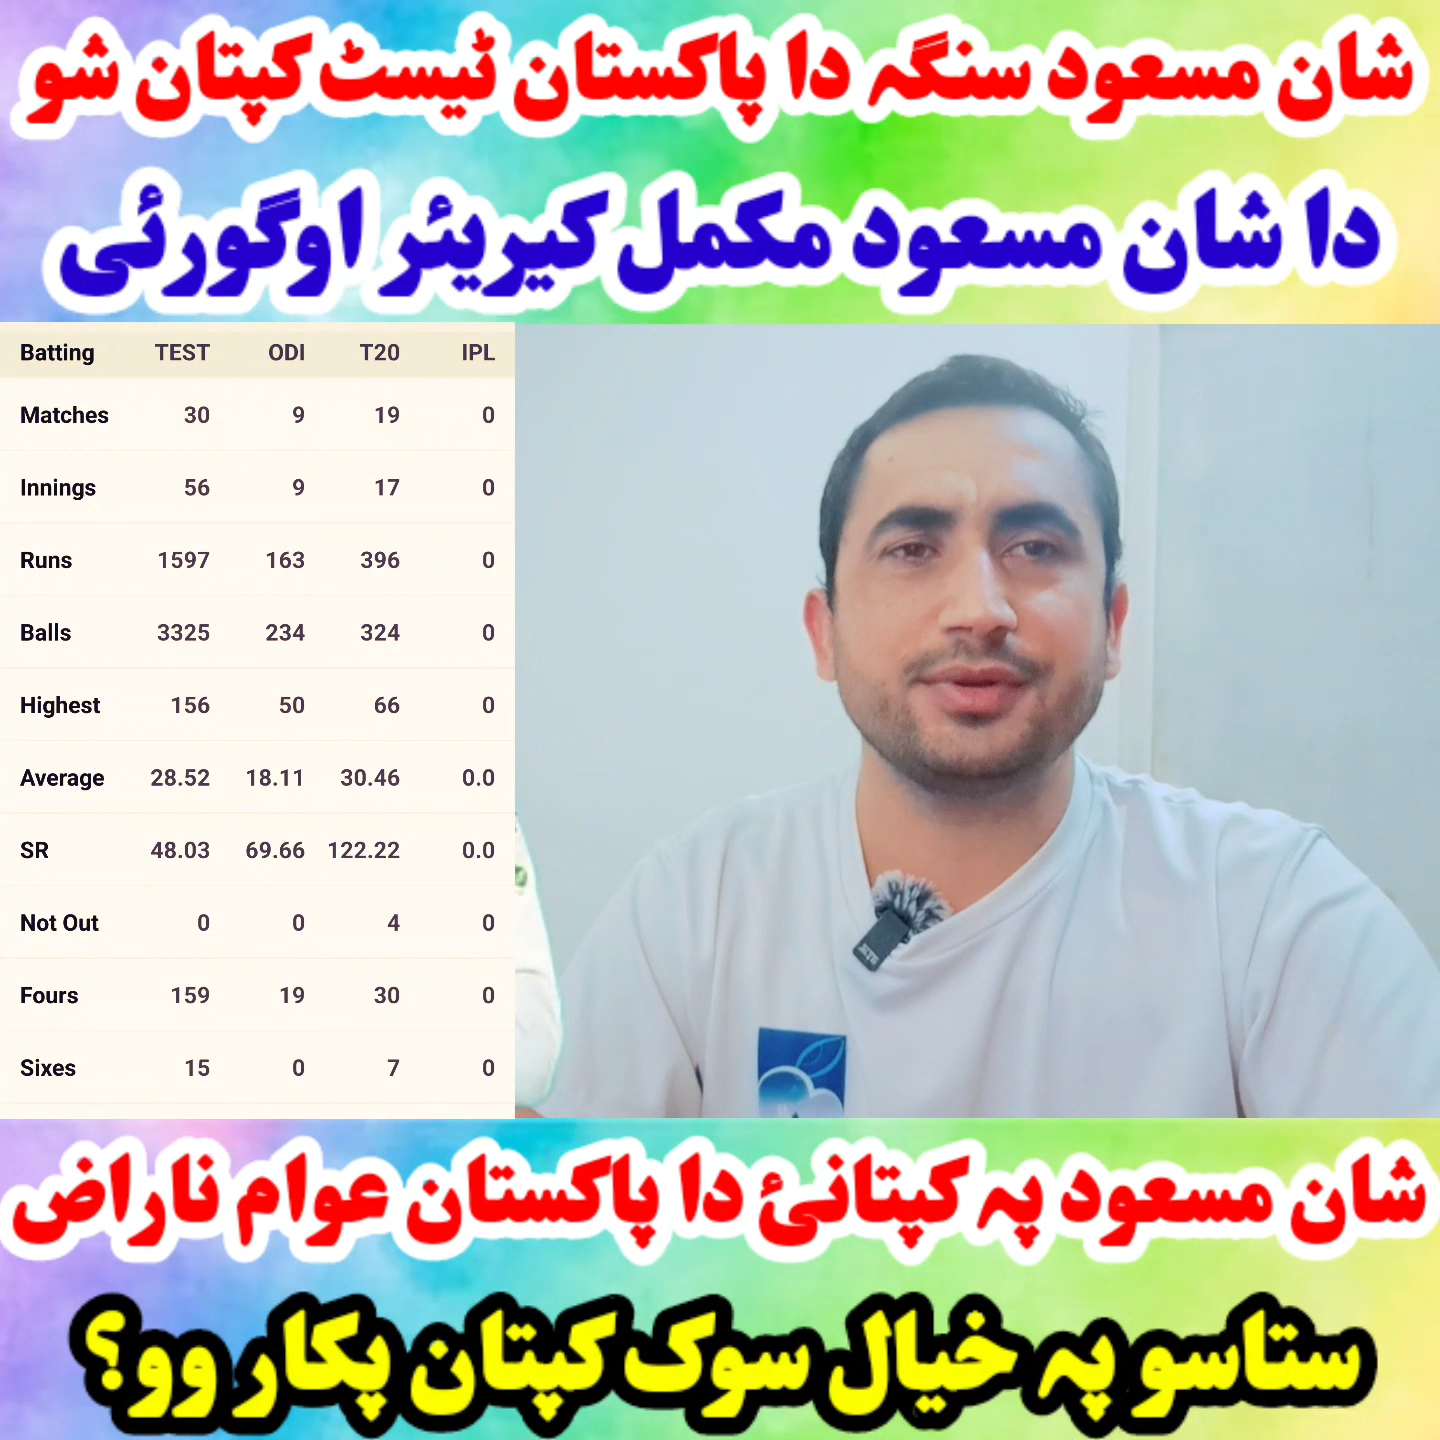 شان مسعود سنگہ دا پاکستان ٹیسٹ کپتان شو
دا شان مسعود مکمل کیریئر اوگورئی
Batting TEST ODI T20 IPL
Matches 30 9 19 0
Innings 56 9 17 0
Runs 1597 163 396 0
Balls 3325 234 324 0
Highest 156 50 66 0
Average 28.52 18.11 30.46 0.0
SR 48.03 69.66 122.22 0.0
Not Out 0 0 4 0
Fours 159 19 30 0
Sixes 15 0 7 0
شان مسعود پہ کپتانئ دا پاکستان عوام ناراض
ستاسو پہ خیال سوک کپتان پکار وو؟